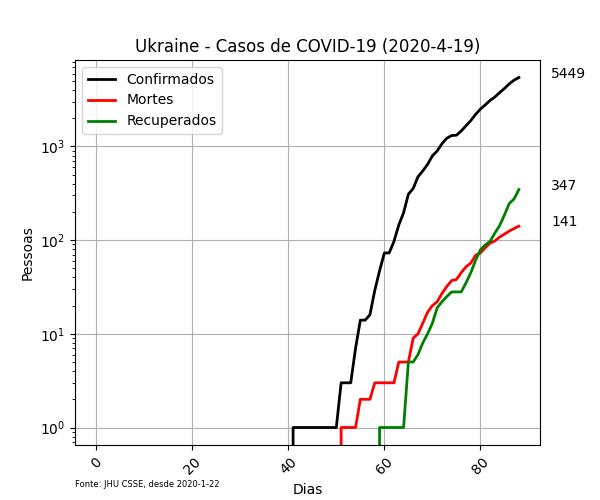 Ukraine - Casos de COVID-19 (2020-4-19)
Confirmados
Mortes
Recuperados
5449
347
141
Pessoas
10³
10²
10¹
10⁰
0 20 40 60 80
Dias
Fonte: JHU CSSE, desde 2020-1-22